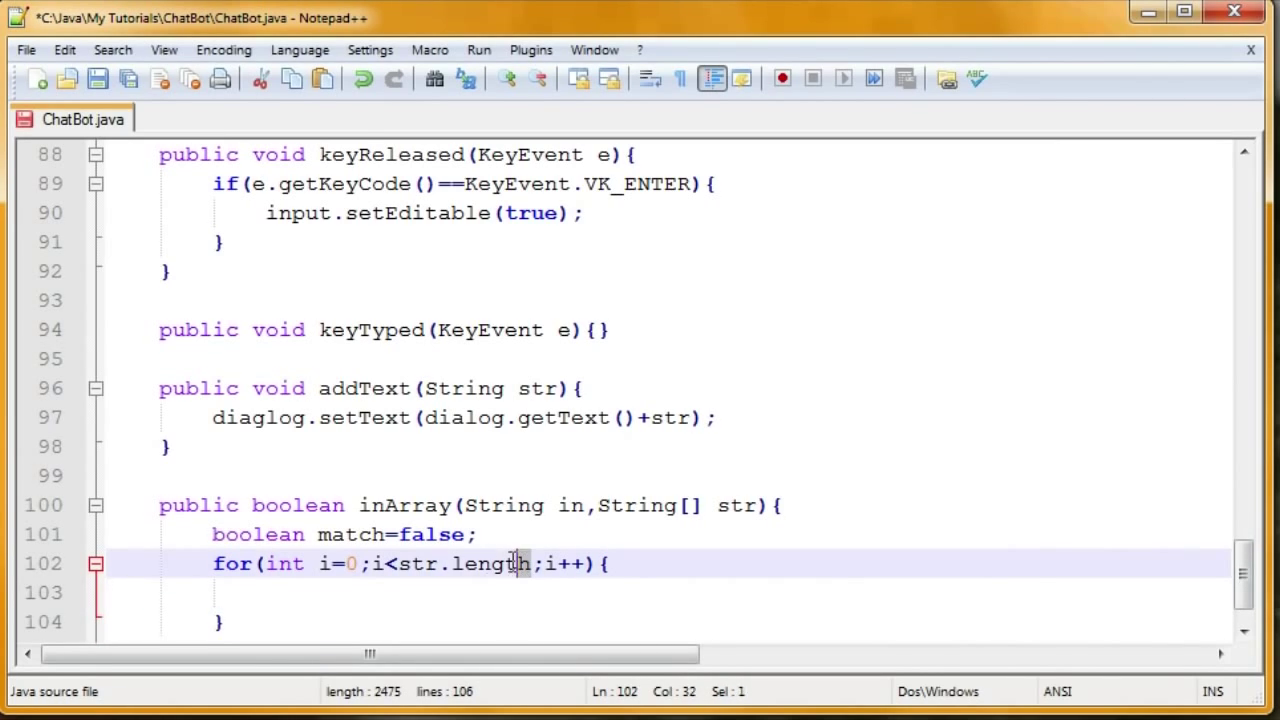 *C:\Java\My Tutorials\ChatBot\ChatBot.java - Notepad++
File Edit Search View Encoding Language Settings Macro Run Plugins Window ? X
ABC
ChatBot.java
88 public void keyReleased(KeyEvent e){
89 if(e.getKeyCode()==KeyEvent.VK_ENTER){
90 input.setEditable(true);
91 }
92 }
93
94 public void keyTyped(KeyEvent e){}
95
96 public void addText(String str){
97 diaglog.setText(dialog.getText()+str);
98 }
99
100 public boolean inArray(String in,String[] str){
101 boolean match=false;
102 for(int i=0;i<str.length;i++){
103
104 }
Java source file length : 2475 lines : 106 Ln : 102 Col : 32 Sel : 1 Dos\Windows ANSI INS